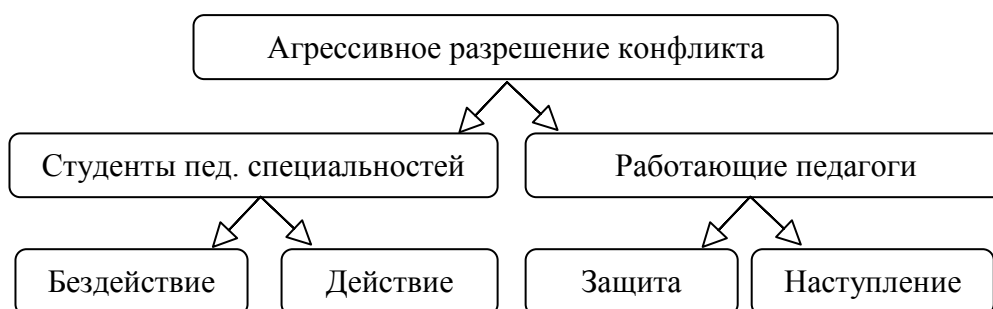 Агрессивное разрешение конфликта
Студенты пед. специальностей
Работающие педагоги
Бездействие
Действие
Защита
Наступление